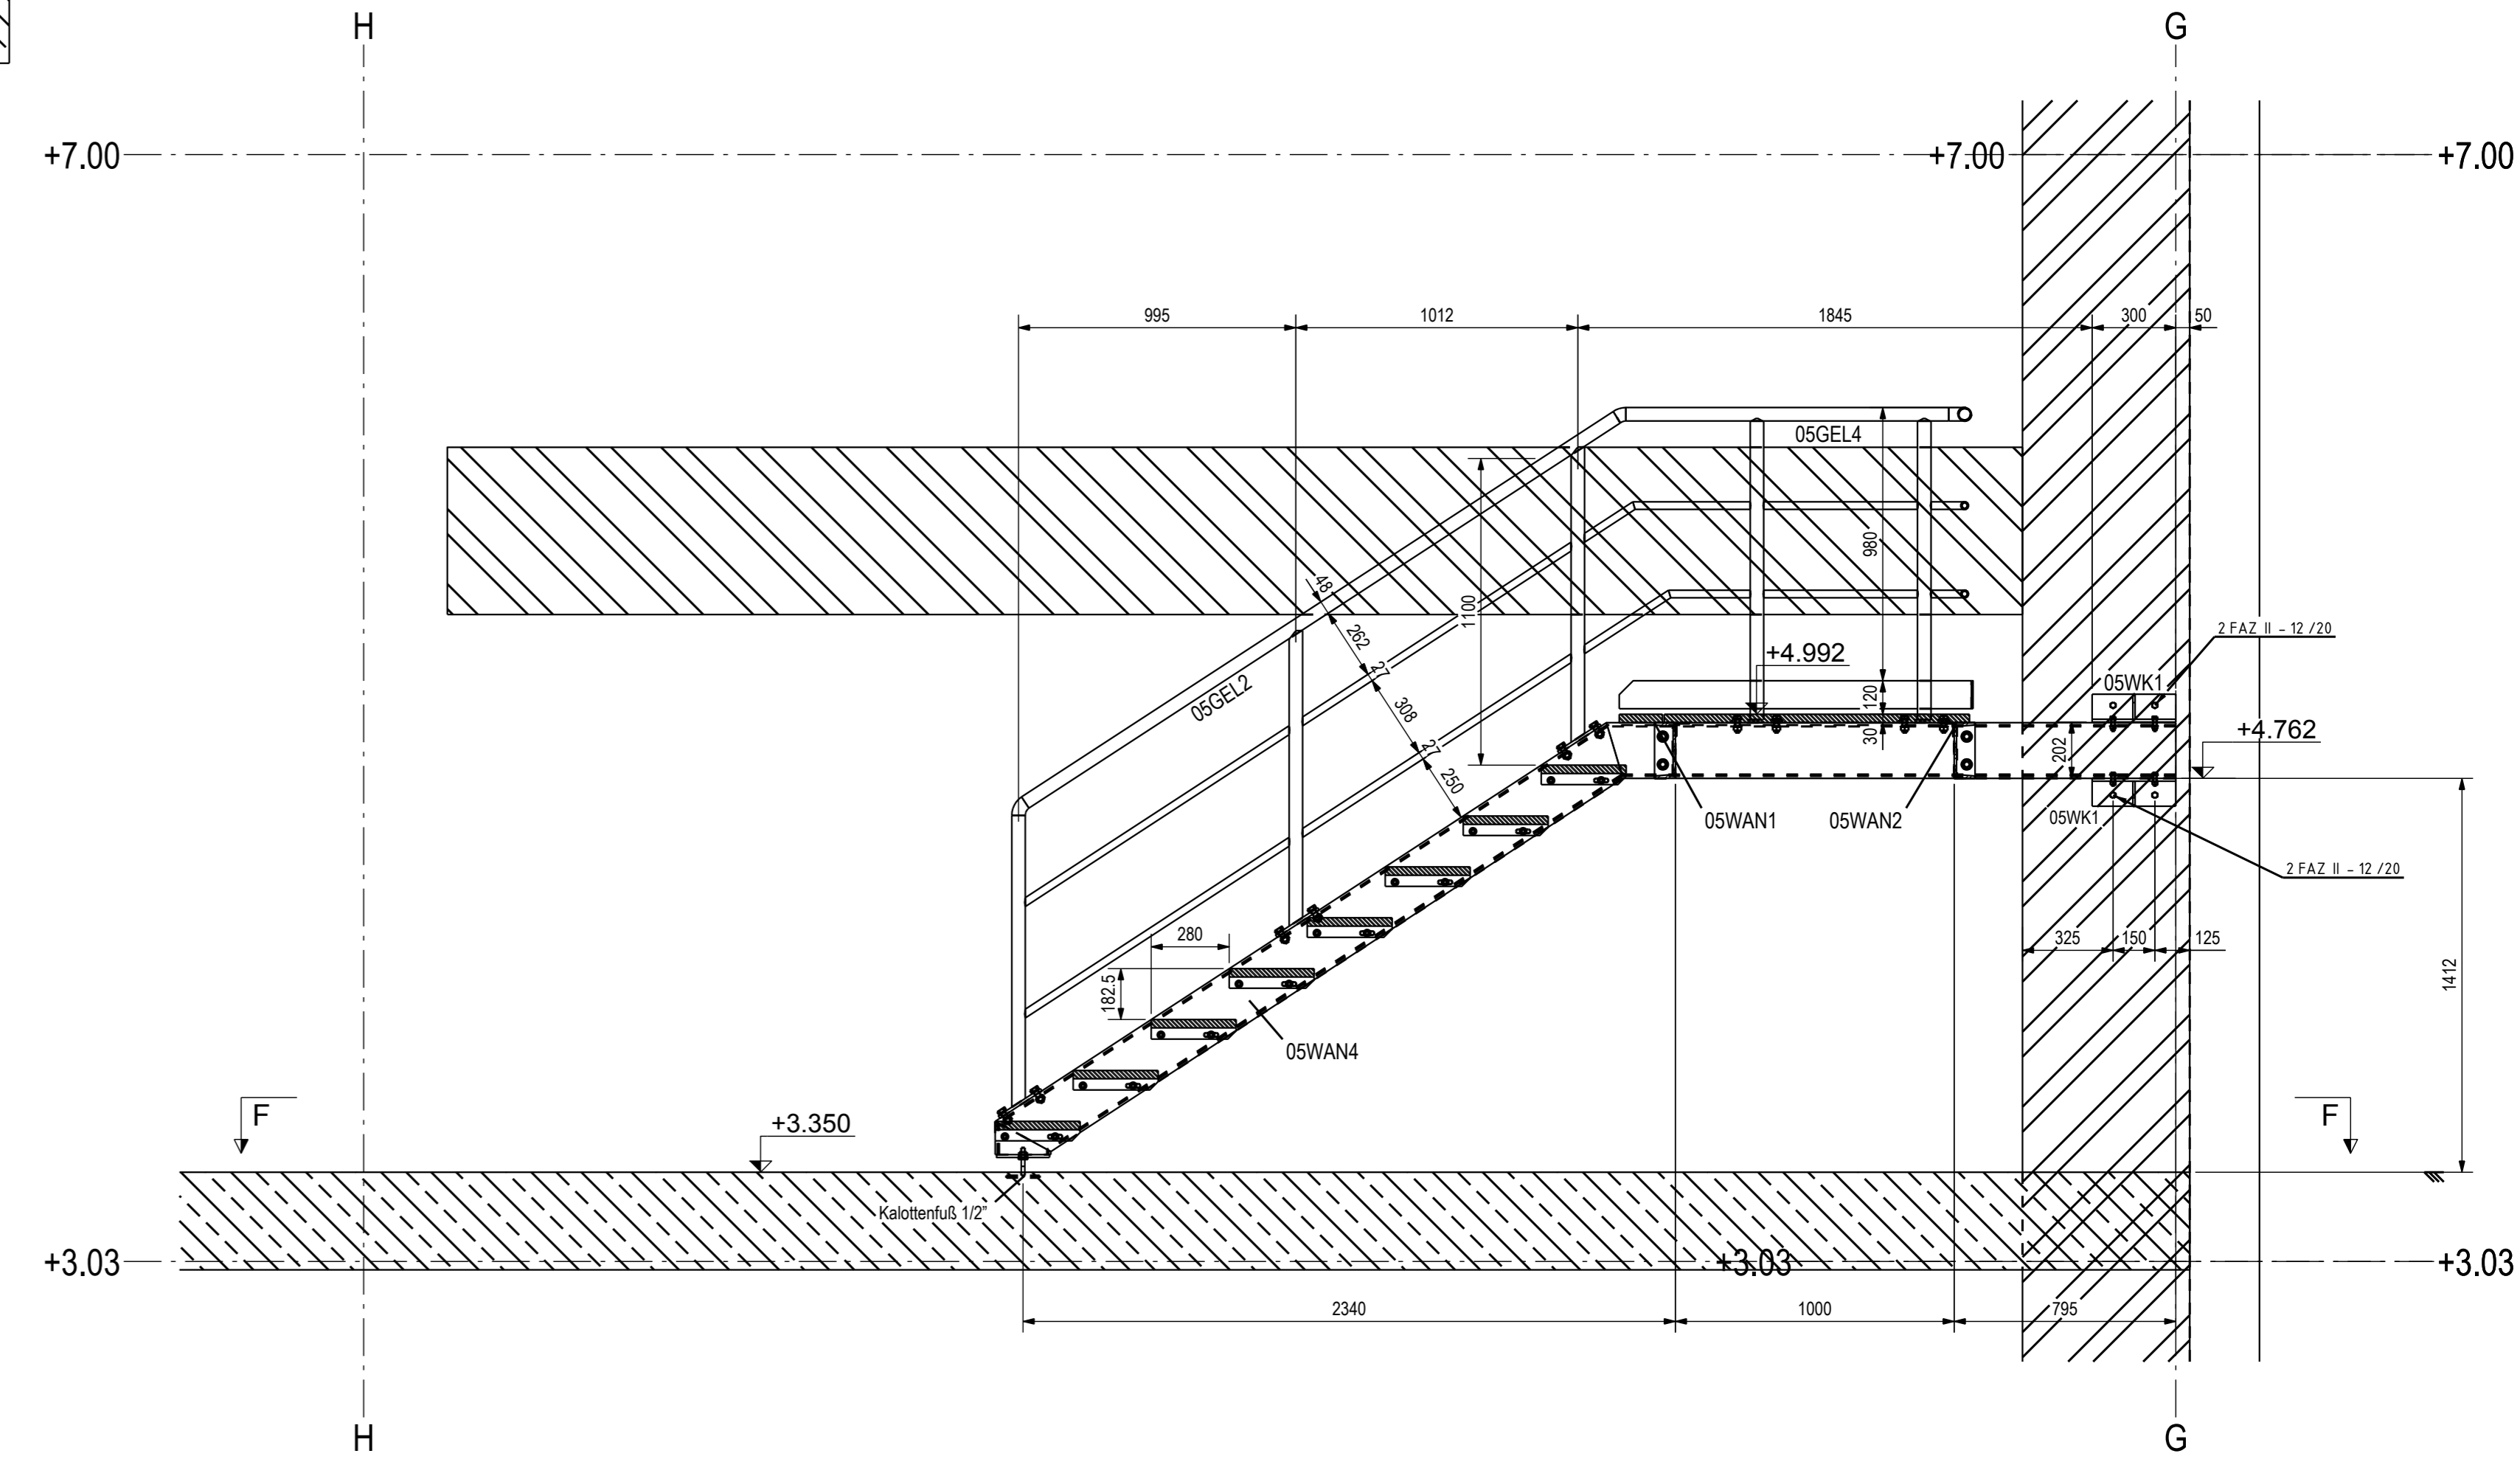 H
G
+7.00
+7.00
+7.00
995
1012
1845
300
50
05GEL4
980
48
1100
262
2 FAZ II - 12 /20
+4.992
27
05GEL2
05WK1
308
120
+4.762
27
30
202
250
05WAN1
05WAN2
05WK1
2 FAZ II - 12 /20
280
325
150
125
182.5
1412
05WAN4
F
F
+3.350
Kalottenfuß 1/2"
+3.03
+3.03
+3.03
2340
1000
795
H
G